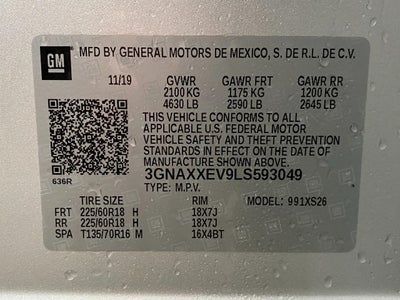 GM
MFD BY GENERAL MOTORS DE MEXICO, S. DE R.L. DE C.V.
11/19 GVWR GAWR FRT GAWR RR
2100 KG 1175 KG 1200 KG
4630 LB 2590 LB 2645 LB
THIS VEHICLE CONFORMS TO ALL
APPLICABLE U.S. FEDERAL MOTOR
VEHICLE SAFETY AND THEFT PREVENTION
STANDARDS IN EFFECT ON THE DATE OF
MANUFACTURE SHOWN ABOVE.
636R 3GNAXXEV9LS593049
TYPE: M.P.V.
TIRE SIZE RIM MODEL: 991XS26
FRT 225/60R18 H 18X7J
RR 225/60R18 H 18X7J
SPA T135/70R16 M 16X4BT